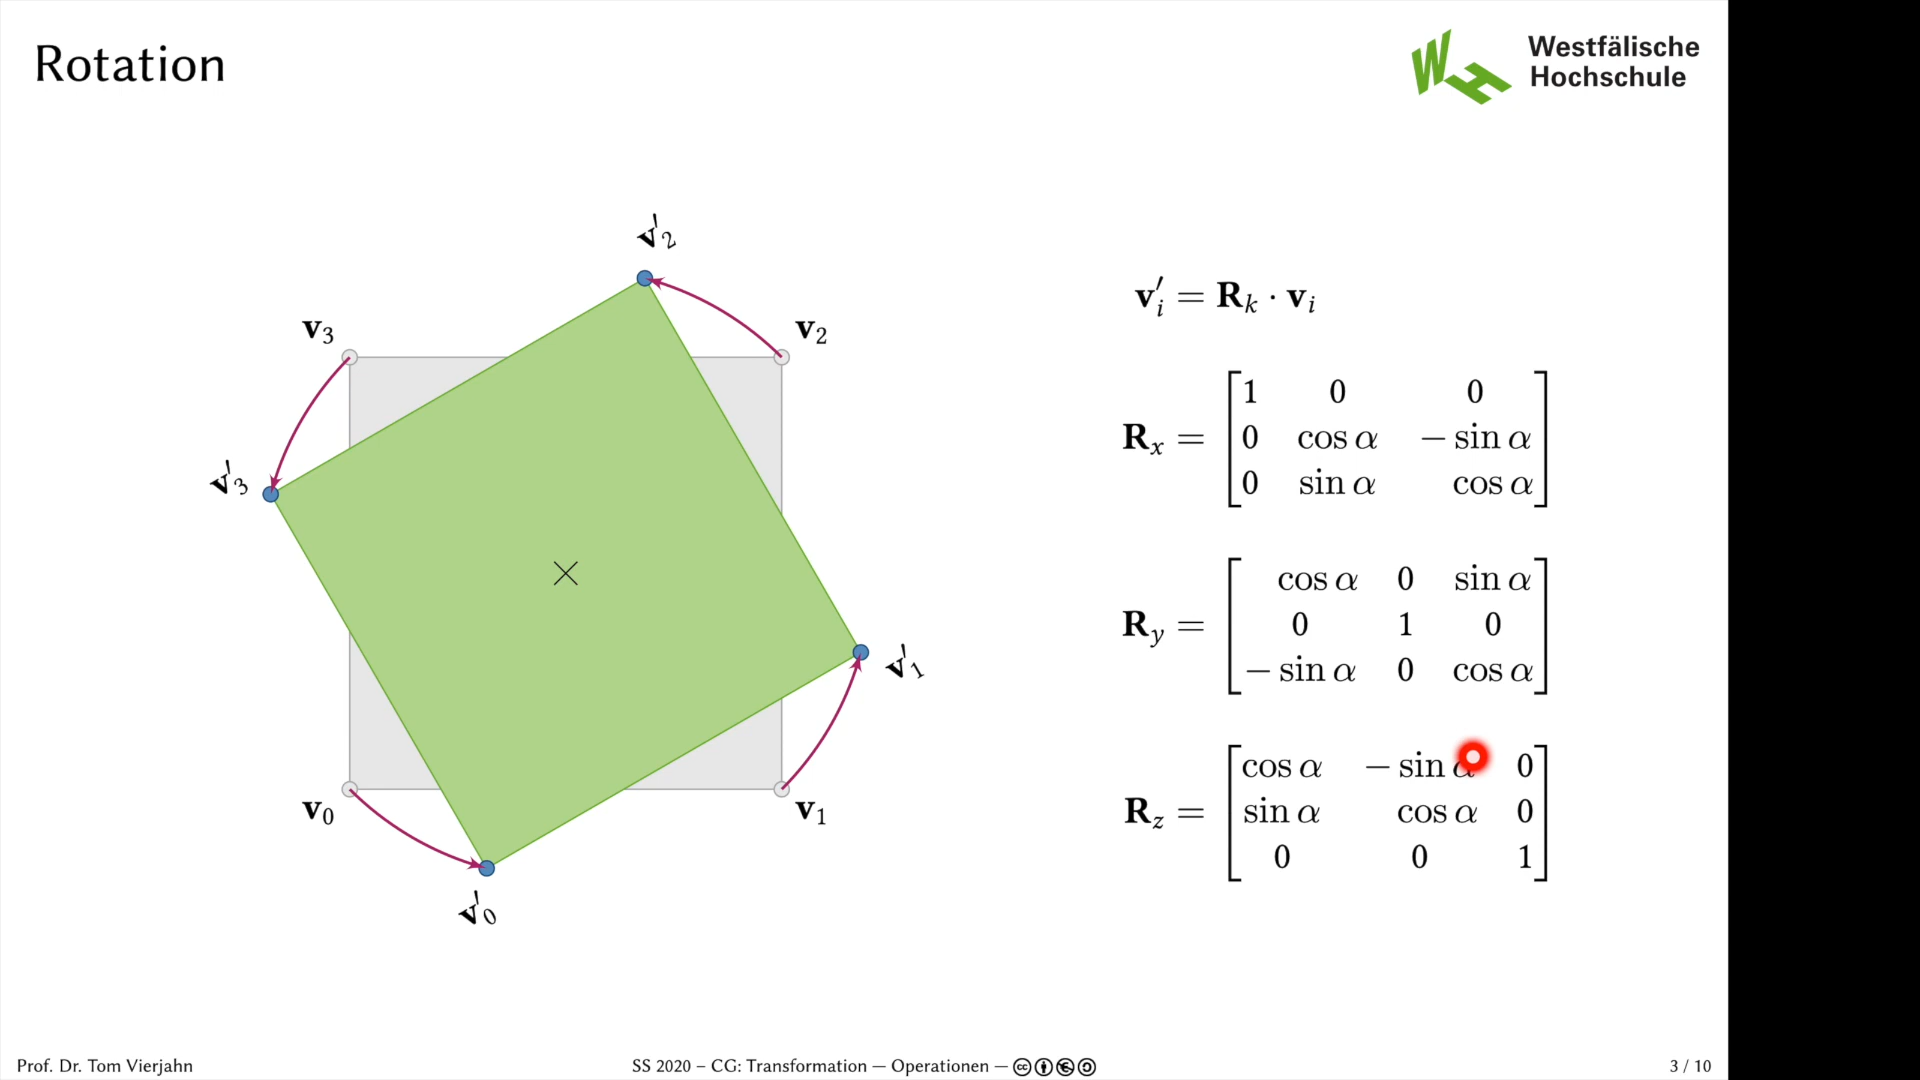 Rotation
Westfälische
Hochschule
v₃
v₂
v₀
v₁
v′₂
v′₃
v′₁
v′₀
v′ᵢ = Rₖ · vᵢ
Rₓ = [1 0 0
0 cos α − sin α
0 sin α cos α]
R_y = [cos α 0 sin α
0 1 0
− sin α 0 cos α]
R_z = [cos α − sin α 0
sin α cos α 0
0 0 1]
Prof. Dr. Tom Vierjahn
SS 2020 – CG: Transformation — Operationen —
3 / 10